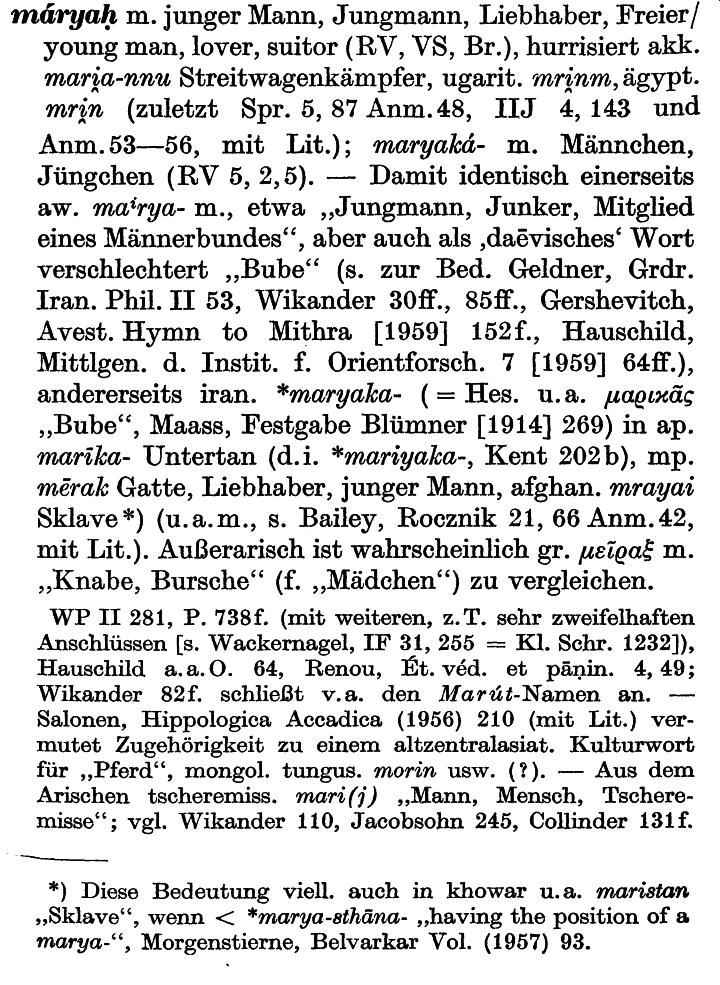 máryaḥ m. junger Mann, Jungmann, Liebhaber, Freier/
young man, lover, suitor (RV, VS, Br.), hurrisiert akk.
mari̯a-nnu Streitwagenkämpfer, ugarit. mri̯nm, ägypt.
mri̯n (zuletzt Spr. 5, 87 Anm. 48, IIJ 4, 143 und
Anm. 53—56, mit Lit.); maryaká- m. Männchen,
Jüngchen (RV 5, 2,5). — Damit identisch einerseits
aw. maⁱrya- m., etwa „Jungmann, Junker, Mitglied
eines Männerbundes“, aber auch als ‚daēvisches‘ Wort
verschlechtert „Bube“ (s. zur Bed. Geldner, Grdr.
Iran. Phil. II 53, Wikander 30ff., 85ff., Gershevitch,
Avest. Hymn to Mithra [1959] 152f., Hauschild,
Mittlgen. d. Instit. f. Orientforsch. 7 [1959] 64ff.),
andererseits iran. *maryaka- (= Hes. u.a. μαρικᾶς
„Bube“, Maass, Festgabe Blümner [1914] 269) in ap.
marīka- Untertan (d.i. *mariyaka-, Kent 202b), mp.
mērak Gatte, Liebhaber, junger Mann, afghan. mrayai
Sklave*) (u.a.m., s. Bailey, Rocznik 21, 66 Anm. 42,
mit Lit.). Außerarisch ist wahrscheinlich gr. μεῖραξ m.
„Knabe, Bursche“ (f. „Mädchen“) zu vergleichen.
WP II 281, P. 738f. (mit weiteren, z.T. sehr zweifelhaften
Anschlüssen [s. Wackernagel, IF 31, 255 = Kl. Schr. 1232]),
Hauschild a.a.O. 64, Renou, Ét. véd. et pāṇin. 4, 49;
Wikander 82f. schließt v.a. den Marút-Namen an. —
Salonen, Hippologica Accadica (1956) 210 (mit Lit.) ver-
mutet Zugehörigkeit zu einem altzentralasiat. Kulturwort
für „Pferd“, mongol. tungus. morin usw. (?). — Aus dem
Arischen tscheremiss. mari(j) „Mann, Mensch, Tschere-
misse“; vgl. Wikander 110, Jacobsohn 245, Collinder 131f.
*) Diese Bedeutung viell. auch in khowar u.a. maristan
„Sklave“, wenn < *marya-sthāna- „having the position of a
marya-“, Morgenstierne, Belvarkar Vol. (1957) 93.